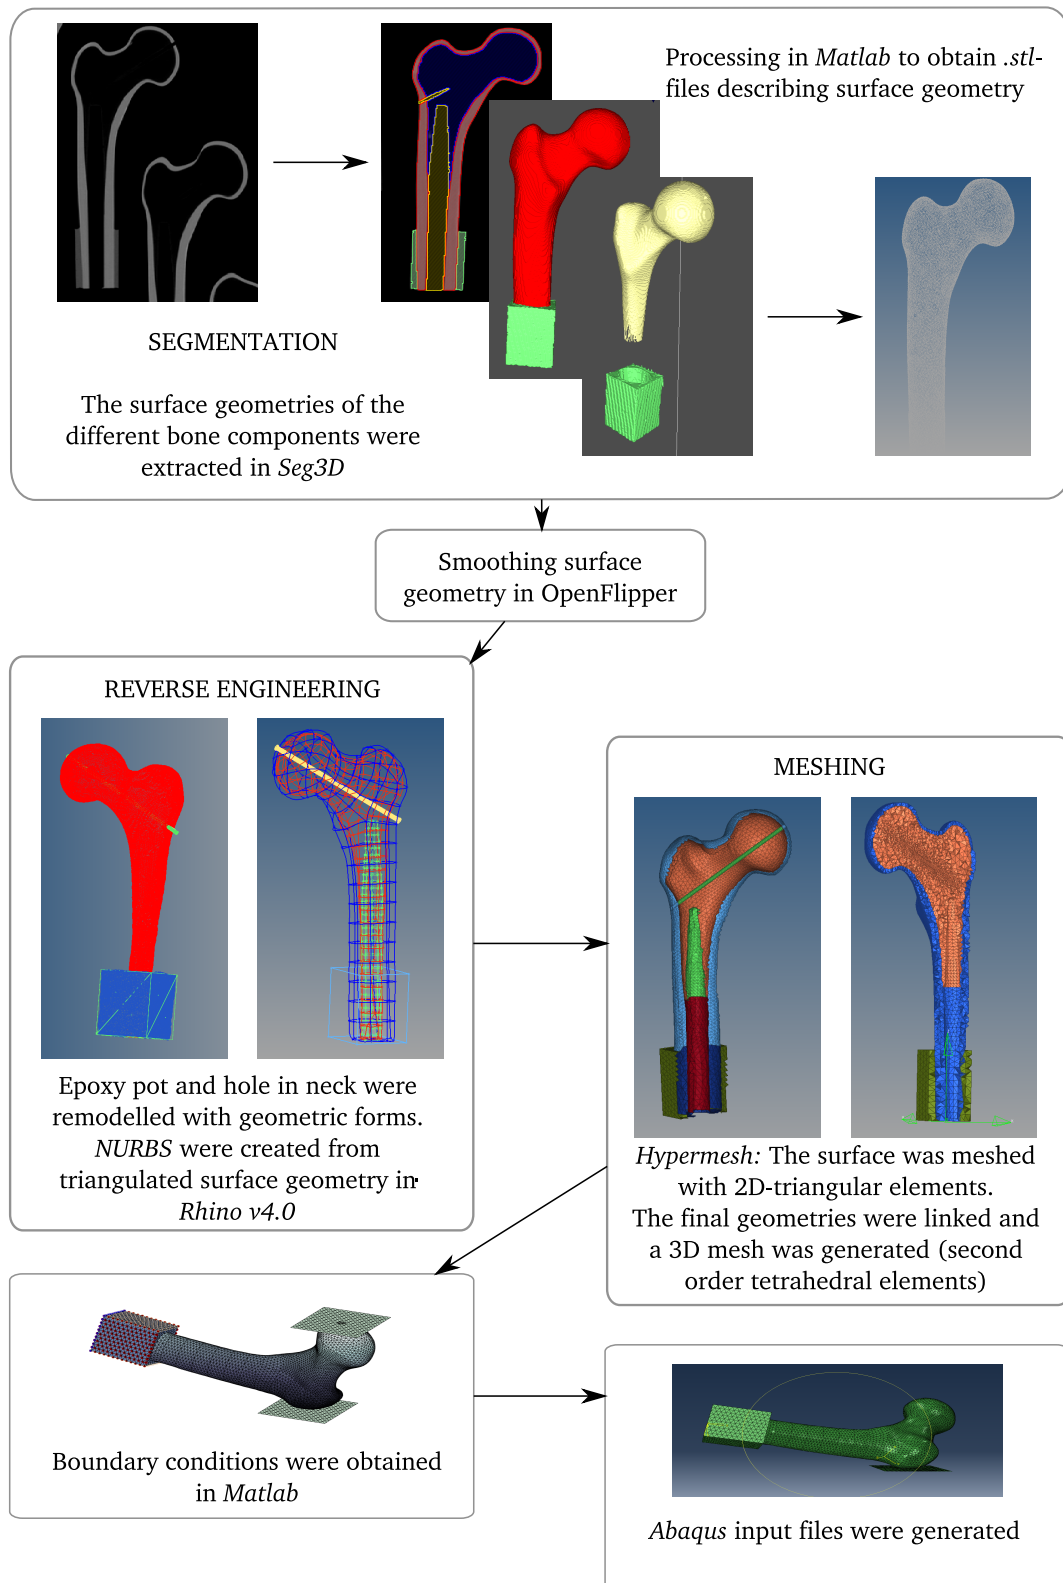 Processing in Matlab to obtain .stl-
files describing surface geometry
SEGMENTATION
The surface geometries of the
different bone components were
extracted in Seg3D
Smoothing surface
geometry in OpenFlipper
REVERSE ENGINEERING
Epoxy pot and hole in neck were
remodelled with geometric forms.
NURBS were created from
triangulated surface geometry in
Rhino v4.0
MESHING
Hypermesh: The surface was meshed
with 2D-triangular elements.
The final geometries were linked and
a 3D mesh was generated (second
order tetrahedral elements)
Boundary conditions were obtained
in Matlab
Abaqus input files were generated